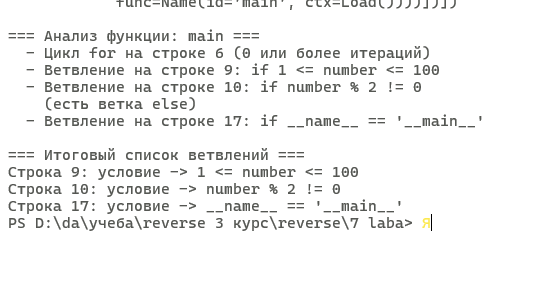 func=Name(id='main', ctx=Load()))))])])
=== Анализ функции: main ===
– Цикл for на строке 6 (0 или более итераций)
– Ветвление на строке 9: if 1 <= number <= 100
– Ветвление на строке 10: if number % 2 != 0
(есть ветка else)
– Ветвление на строке 17: if __name__ == '__main__'
=== Итоговый список ветвлений ===
Строка 9: условие –> 1 <= number <= 100
Строка 10: условие –> number % 2 != 0
Строка 17: условие –> __name__ == '__main__'
PS D:\da\учеба\reverse 3 курс\reverse\7 laba> Я